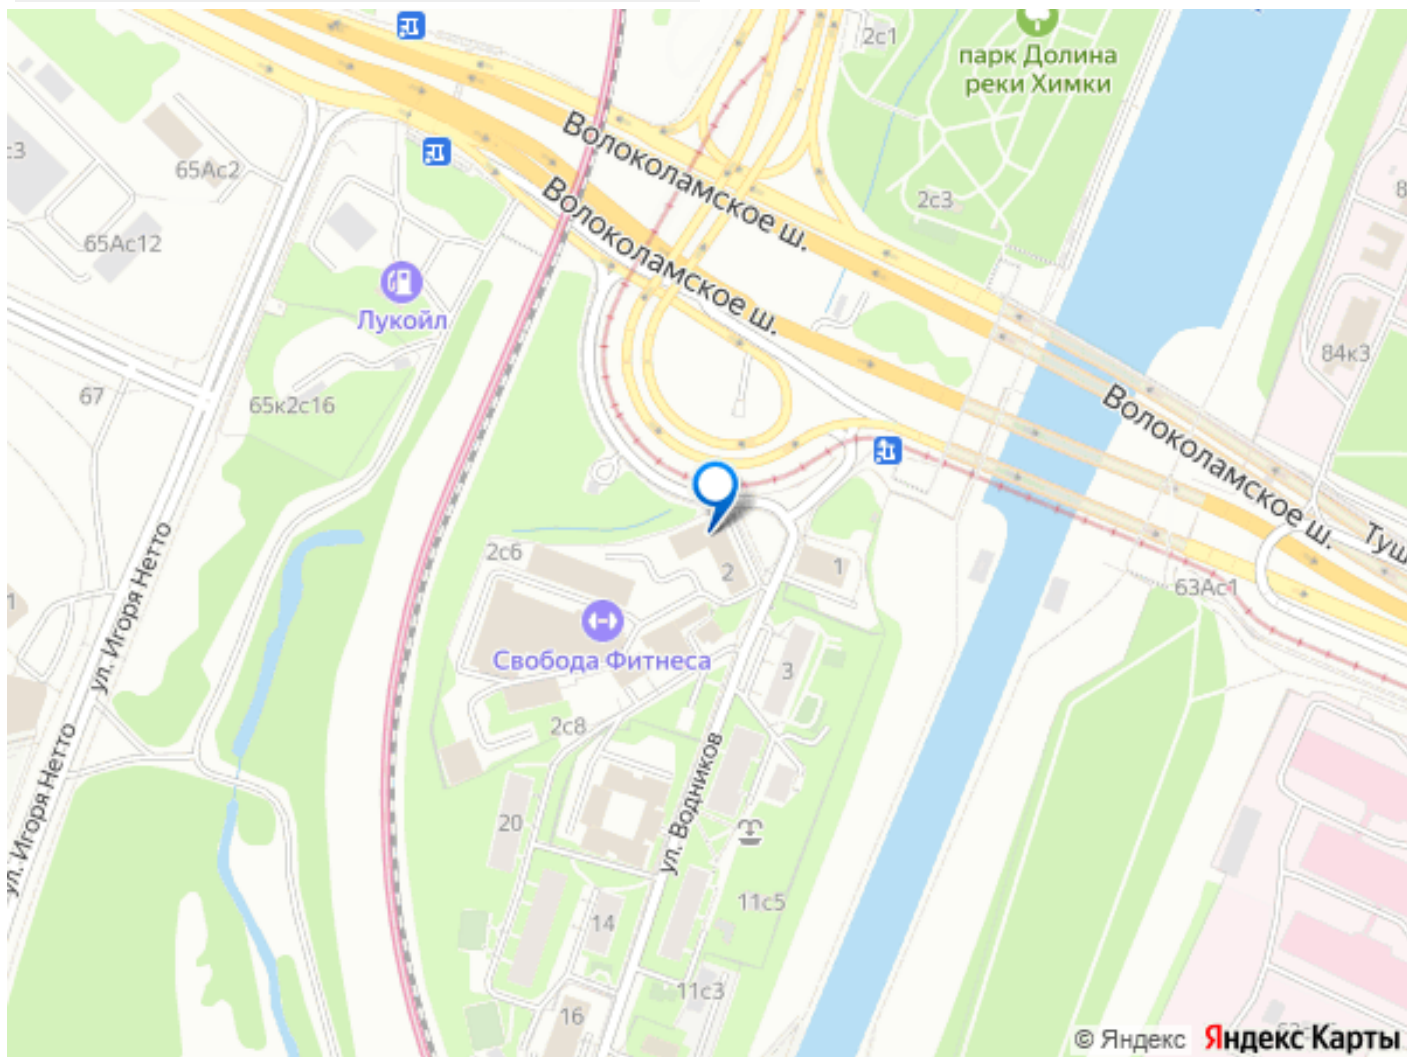 2с1
парк Долина
реки Химки
Волоколамское ш.
65Ас2
2с3
Волоколамское ш.
65Ас12
Лукойл
84к3
67
65к2с16
Волоколамское ш.
Туш
2с6
2
1
63Ас1
ул. Игоря Нетто
Свобода Фитнеса
3
2с8
ул. Игоря Нетто
ул. Водников
20
11с5
14
11с3
16
© Яндекс
Яндекс Карты